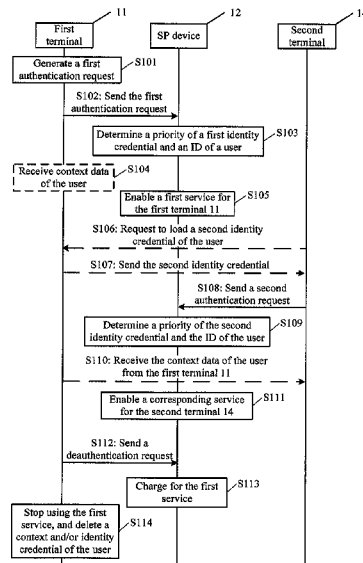 11
12
14
First
terminal
SP device
Second
terminal
Generate a first
authentication request
S101
S102: Send the first
authentication request
Determine a priority of a first identity
credential and an ID of a user
S103
Receive context data
of the user
S104
Enable a first service for
the first terminal 11
S105
S106: Request to load a second identity
credential of the user
S107: Send the second identity credential
S108: Send a second
authentication request
Determine a priority of the second
identity credential and the ID of the user
S109
S110: Receive the context data of the user
from the first terminal 11
Enable a corresponding service
for the second terminal 14
S111
S112: Send a
deauthentication request
Charge for the first
service
S113
Stop using the first
service, and delete a
context and/or identity
credential of the user
S114